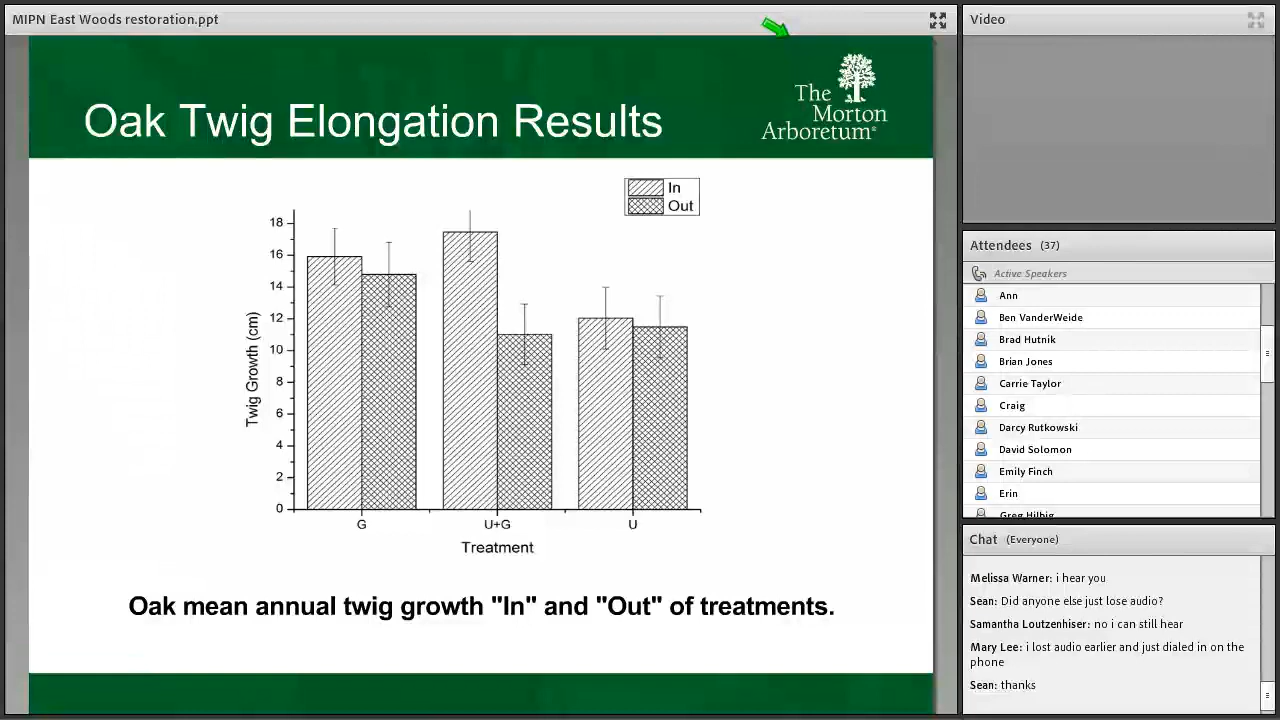 MIPN East Woods restoration.ppt
Oak Twig Elongation Results
The
Morton
Arboretum®
In
Out
18
16
14
12
10
8
6
4
2
0
Twig Growth (cm)
G
U+G
U
Treatment
Oak mean annual twig growth "In" and "Out" of treatments.
Video
Attendees (37)
Active Speakers
Ann
Ben VanderWeide
Brad Hutnik
Brian Jones
Carrie Taylor
Craig
Darcy Rutkowski
David Solomon
Emily Finch
Erin
Greg Hilbig
Chat (Everyone)
Melissa Warner: i hear you
Sean: Did anyone else just lose audio?
Samantha Loutzenhiser: no i can still hear
Mary Lee: i lost audio earlier and just dialed in on the
phone
Sean: thanks